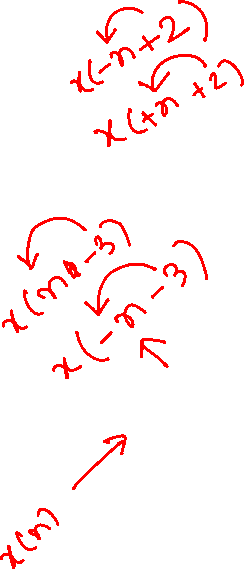 x(-n+2)
x(+n+2)
x(n-3)
x(-n-3)
x(n)